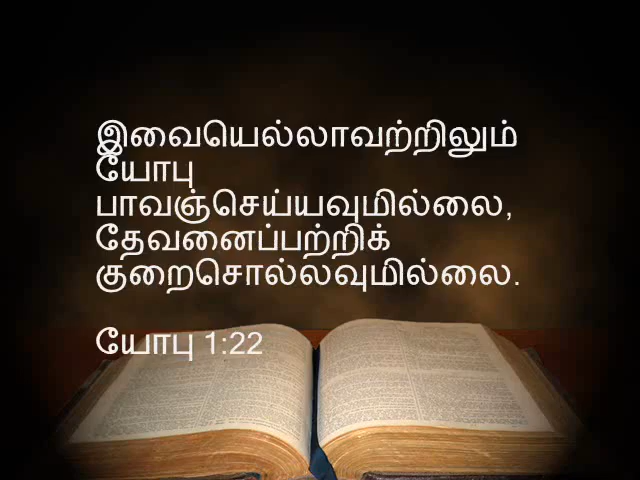 இவையெல்லாவற்றிலும்
யோபு
பாவஞ்செய்யவுமில்லை,
தேவனைப்பற்றிக்
குறைசொல்லவுமில்லை.
யோபு 1:22